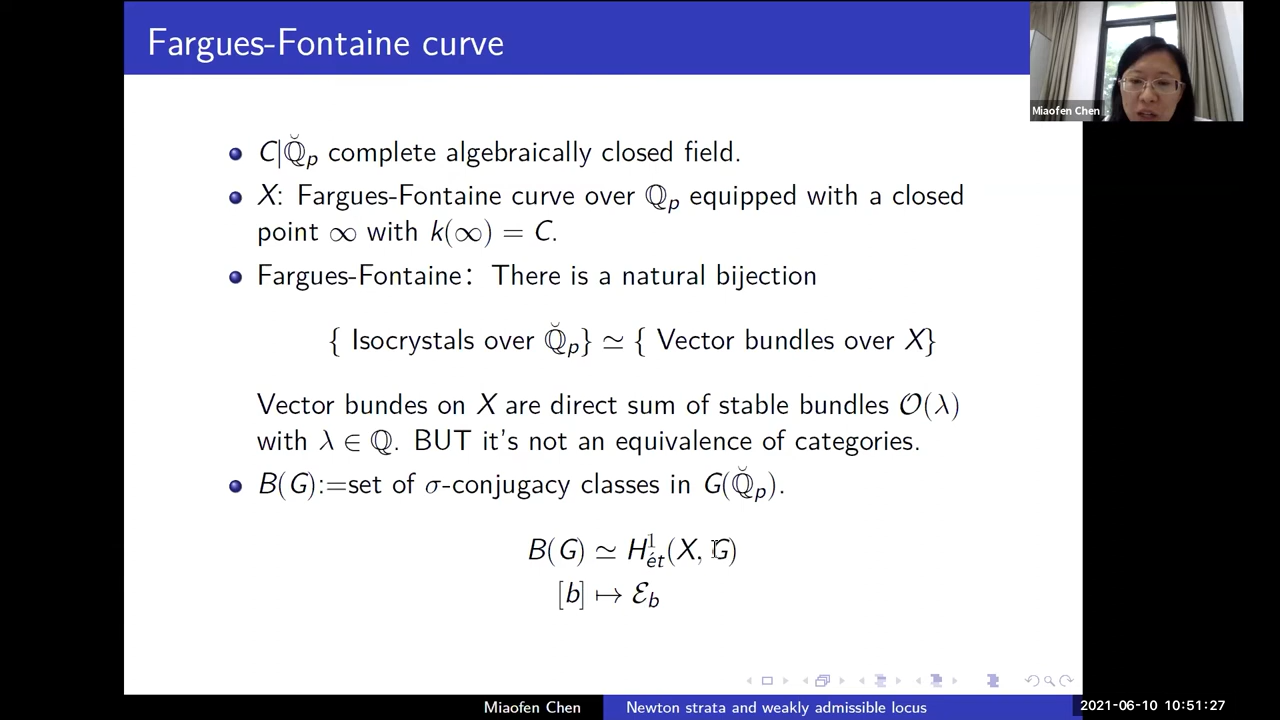 Fargues-Fontaine curve
Miaofen Chen
C|ℚ̆_p complete algebraically closed field.
X: Fargues-Fontaine curve over ℚ_p equipped with a closed
point ∞ with k(∞) = C.
Fargues-Fontaine: There is a natural bijection
{ Isocrystals over ℚ̆_p} ≃ { Vector bundles over X}
Vector bundes on X are direct sum of stable bundles 𝒪(λ)
with λ ∈ ℚ. BUT it's not an equivalence of categories.
B(G):=set of σ-conjugacy classes in G(ℚ̆_p).
B(G) ≃ H^1_ét(X, G)
[b] ↦ ℰ_b
Miaofen Chen
Newton strata and weakly admissible locus
2021-06-10 10:51:27